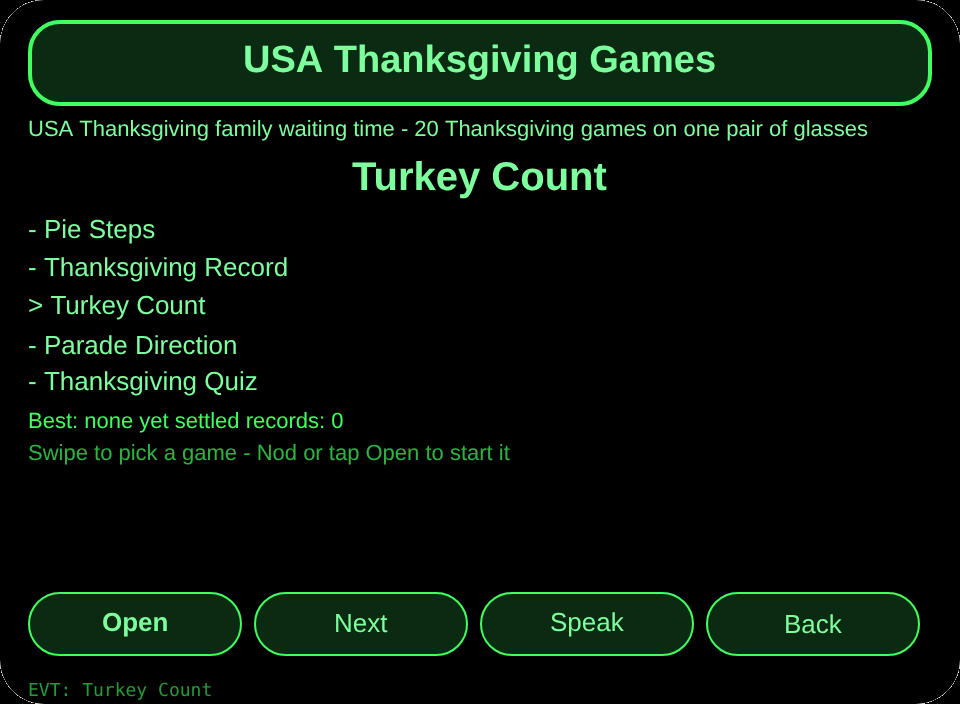 USA Thanksgiving Games
USA Thanksgiving family waiting time - 20 Thanksgiving games on one pair of glasses
Turkey Count
- Pie Steps
- Thanksgiving Record
> Turkey Count
- Parade Direction
- Thanksgiving Quiz
Best: none yet settled records: 0
Swipe to pick a game - Nod or tap Open to start it
Open Next Speak Back
EVT: Turkey Count